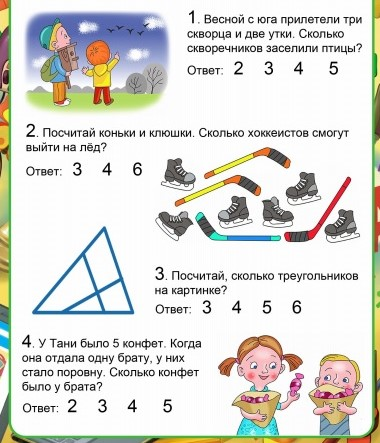 1. Весной с юга прилетели три
скворца и две утки. Сколько
скворечников заселили птицы?
Ответ: 2 3 4 5
2. Посчитай коньки и клюшки. Сколько хоккеистов смогут
выйти на лёд?
Ответ: 3 4 6
3. Посчитай, сколько треугольников
на картинке?
Ответ: 3 4 5 6
4. У Тани было 5 конфет. Когда
она отдала одну брату, у них
стало поровну. Сколько конфет
было у брата?
Ответ: 2 3 4 5